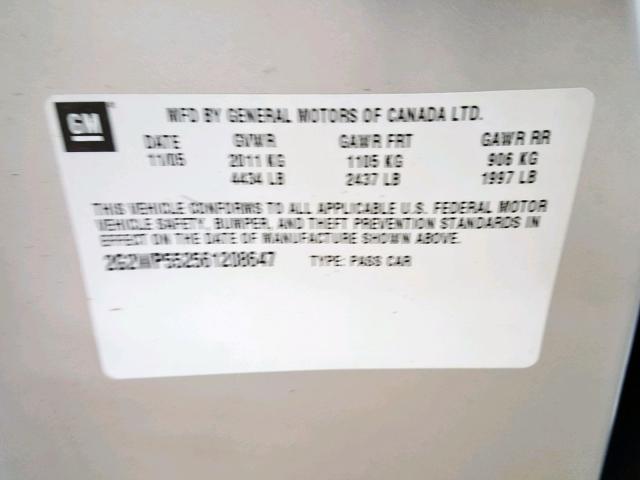 GM
MFD BY GENERAL MOTORS OF CANADA LTD.
DATE GVWR GAWR FRT GAWR RR
11/05 2011 KG 1105 KG 906 KG
4434 LB 2437 LB 1997 LB
THIS VEHICLE CONFORMS TO ALL APPLICABLE U.S. FEDERAL MOTOR
VEHICLE SAFETY, BUMPER, AND THEFT PREVENTION STANDARDS IN
EFFECT ON THE DATE OF MANUFACTURE SHOWN ABOVE.
2G2WP552561208647 TYPE: PASS CAR